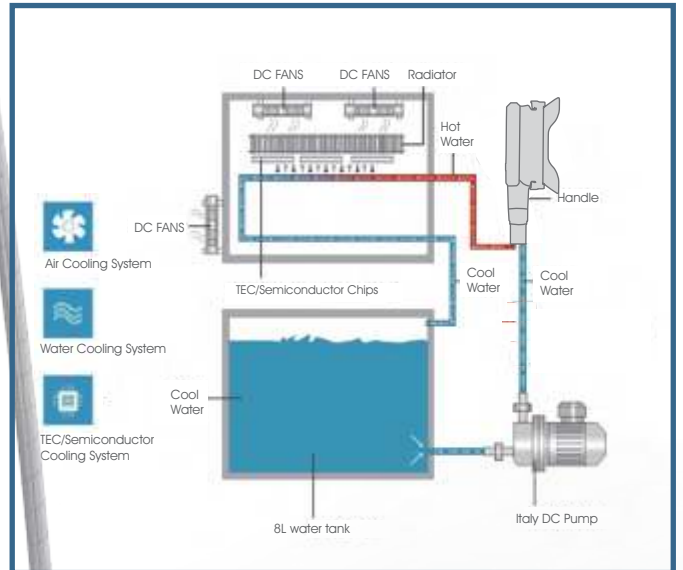 DC FANS
DC FANS
Radiator
Hot
Water
Handle
DC FANS
Air Cooling System
TEC/Semiconductor Chips
Cool
Water
Cool
Water
Water Cooling System
Cool
Water
TEC/Semiconductor
Cooling System
8L water tank
Italy DC Pump